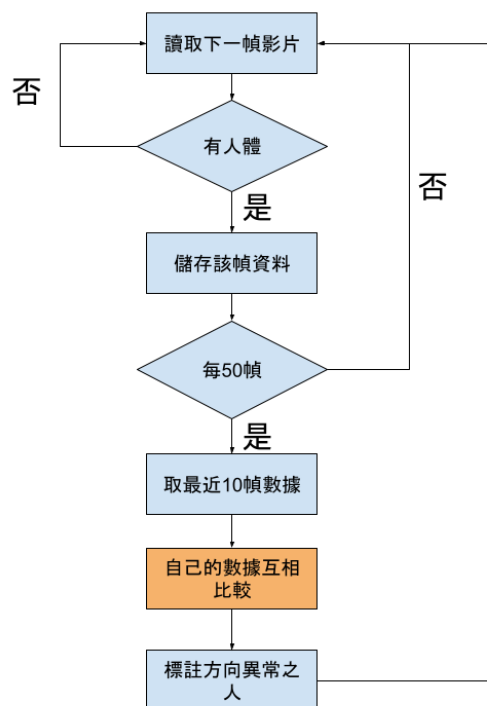 讀取下一幀影片
否
有人體
是
否
儲存該幀資料
每50幀
是
取最近10幀數據
自己的數據互相
比較
標註方向異常之
人